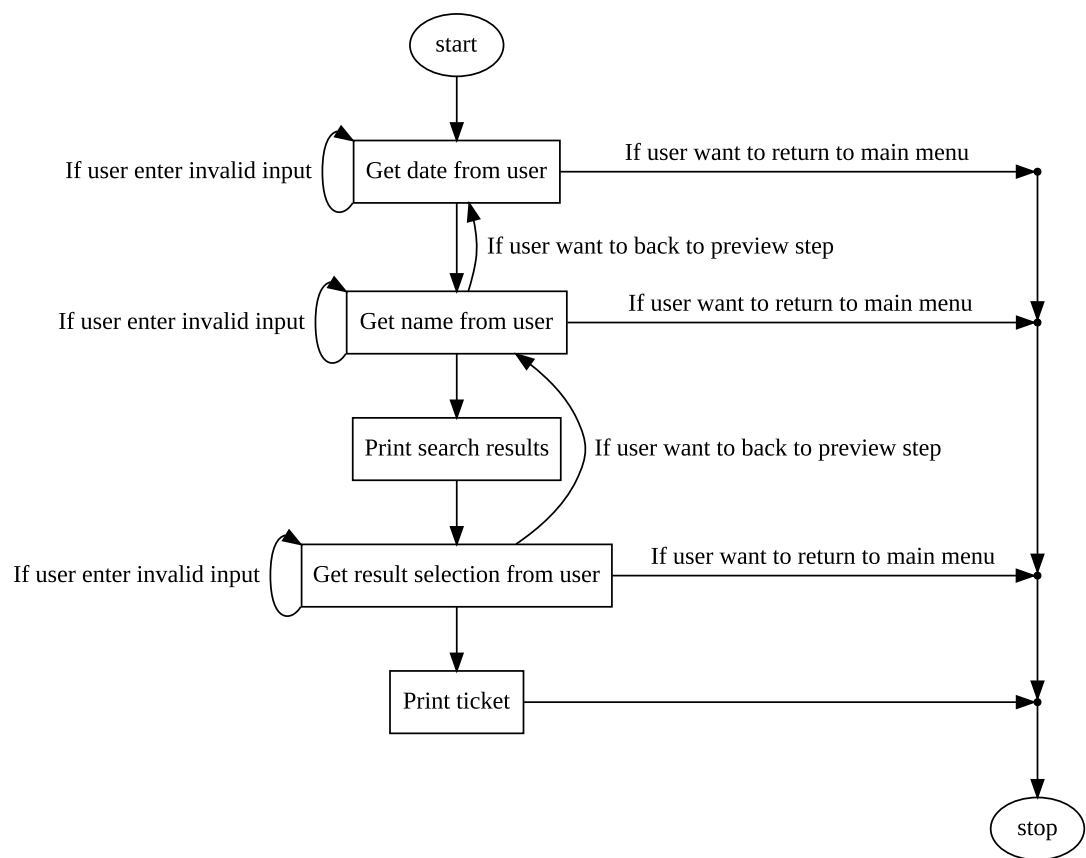 start
If user enter invalid input
Get date from user
If user want to return to main menu
If user want to back to preview step
If user enter invalid input
Get name from user
If user want to return to main menu
Print search results
If user want to back to preview step
If user enter invalid input
Get result selection from user
If user want to return to main menu
Print ticket
stop